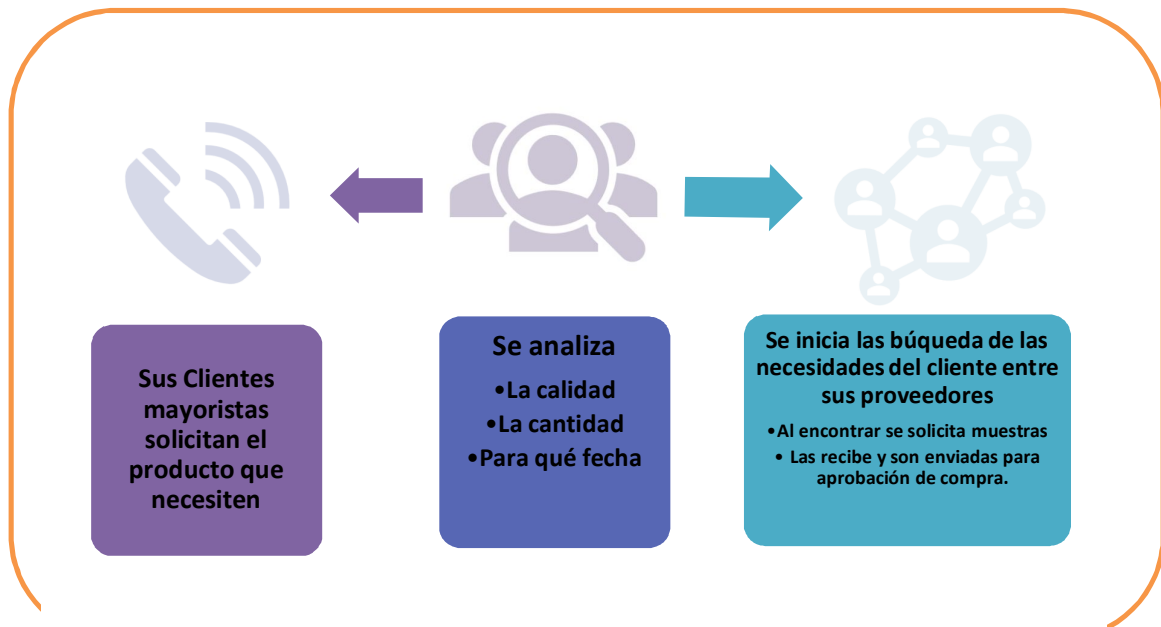 Sus Clientes
mayoristas
solicitan el
producto que
necesiten
Se analiza
•La calidad
•La cantidad
•Para qué fecha
Se inicia las búqueda de las
necesidades del cliente entre
sus proveedores
•Al encontrar se solicita muestras
• Las recibe y son enviadas para
aprobación de compra.